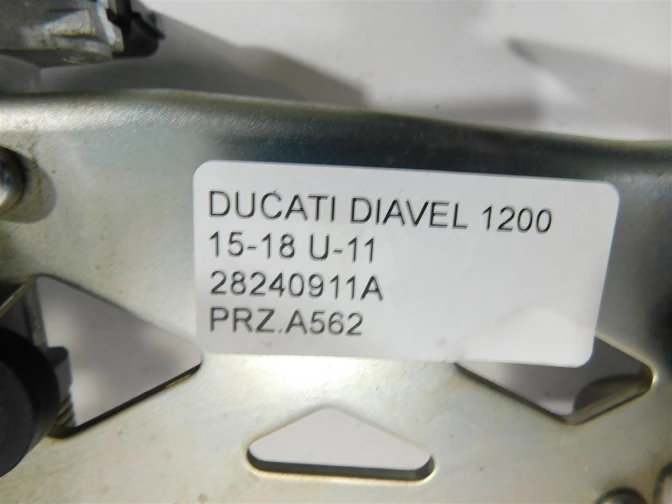 DUCATI DIAVEL 1200
15-18 U-11
28240911A
PRZ.A562